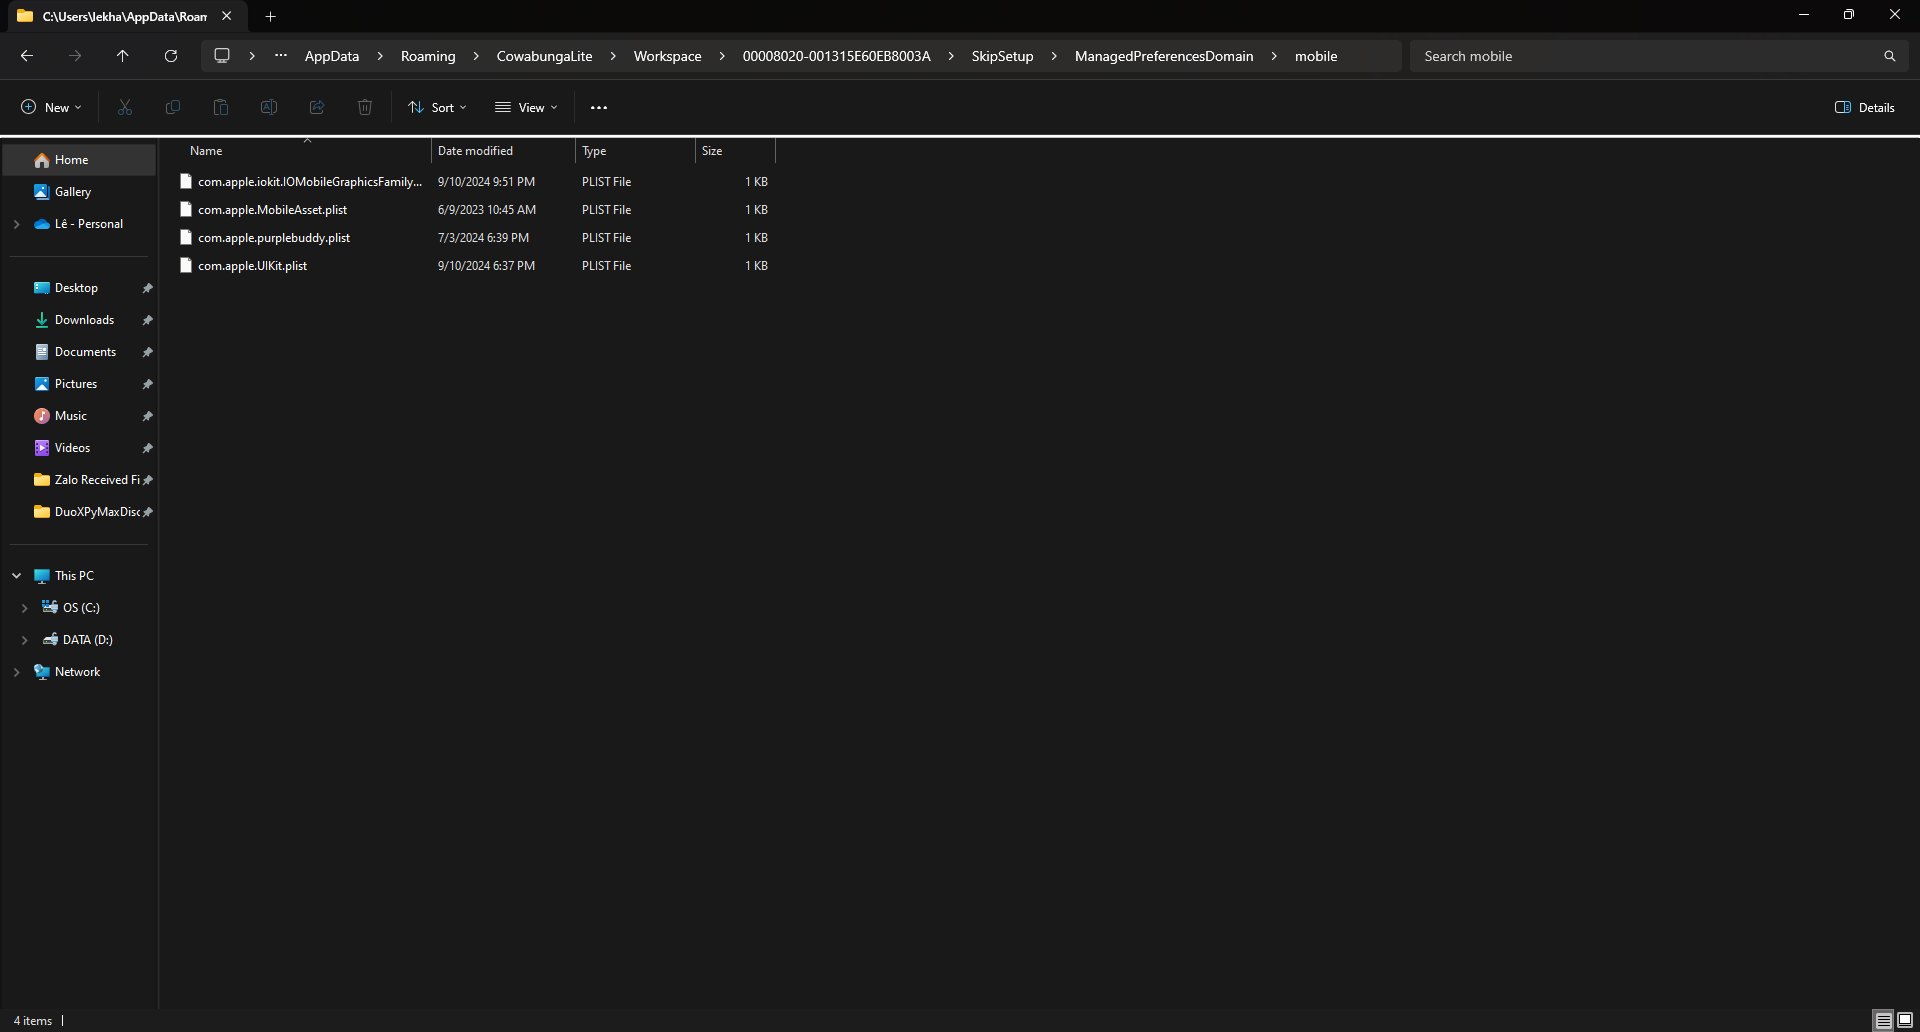 C:\Users\lekha\AppData\Roam
AppData > Roaming > CowabungaLite > Workspace > 00008020-001315E60EB8003A > SkipSetup > ManagedPreferencesDomain > mobile
Search mobile
New
Sort
View
Details
Name Date modified Type Size
com.apple.iokit.IOMobileGraphicsFamily... 9/10/2024 9:51 PM PLIST File 1 KB
com.apple.MobileAsset.plist 6/9/2023 10:45 AM PLIST File 1 KB
com.apple.purplebuddy.plist 7/3/2024 6:39 PM PLIST File 1 KB
com.apple.UIKit.plist 9/10/2024 6:37 PM PLIST File 1 KB
Home
Gallery
Lê - Personal
Desktop
Downloads
Documents
Pictures
Music
Videos
Zalo Received Fi
DuoXPyMaxDisc
This PC
OS (C:)
DATA (D:)
Network
4 items